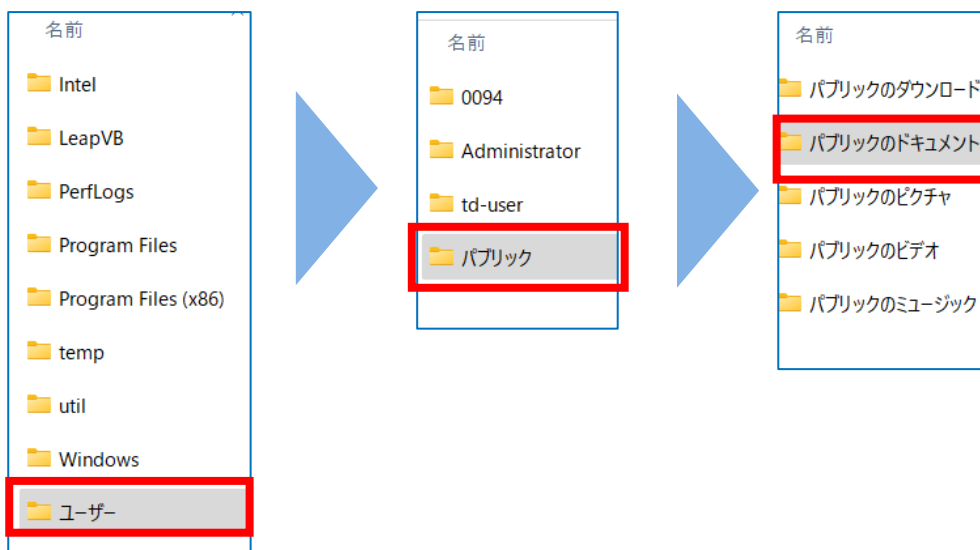 名前
Intel
LeapVB
PerfLogs
Program Files
Program Files (x86)
temp
util
Windows
ユーザー
名前
0094
Administrator
td-user
パブリック
名前
パブリックのダウンロード
パブリックのドキュメント
パブリックのピクチャ
パブリックのビデオ
パブリックのミュージック